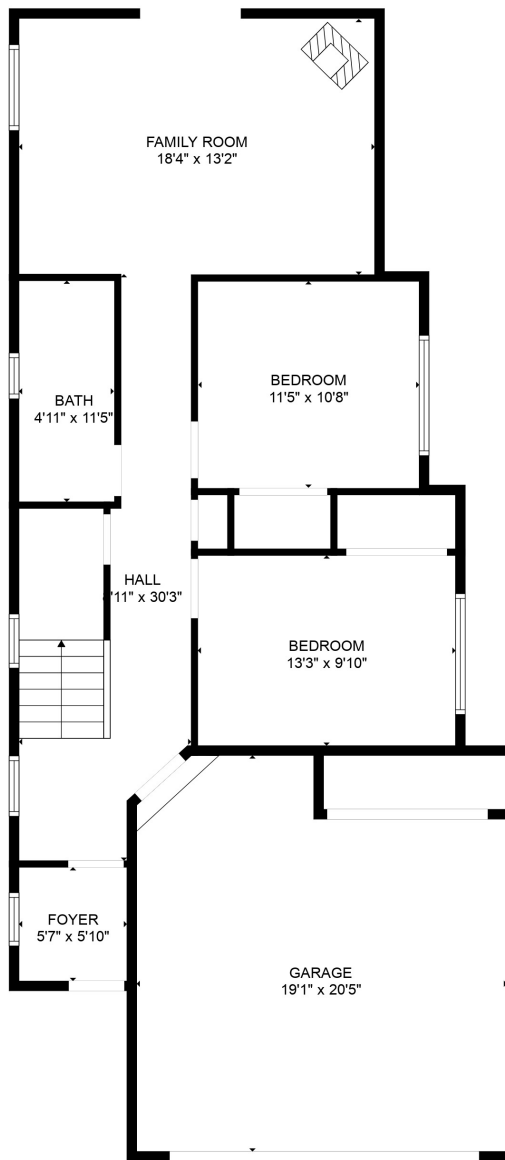 FAMILY ROOM
18'4" x 13'2"
BEDROOM
11'5" x 10'8"
BATH
4'11" x 11'5"
HALL
'11" x 30'3"
BEDROOM
13'3" x 9'10"
FOYER
5'7" x 5'10"
GARAGE
19'1" x 20'5"